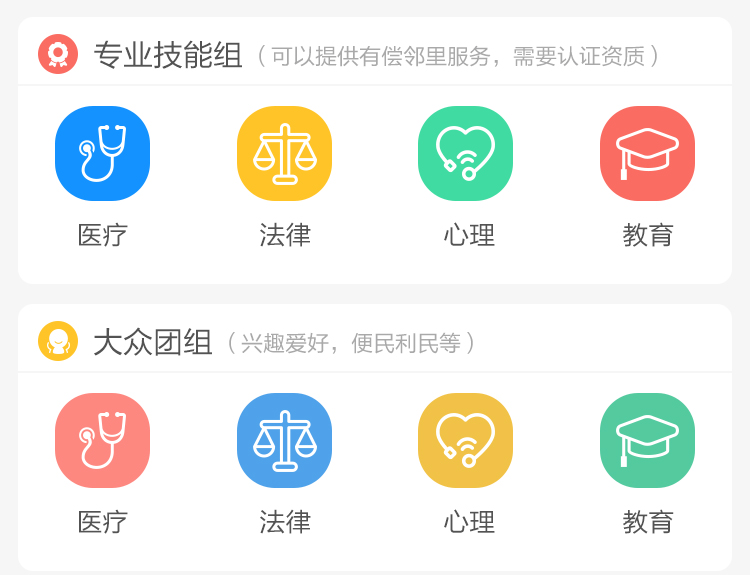 专业技能组（可以提供有偿邻里服务，需要认证资质）
医疗 法律 心理 教育
大众团组（兴趣爱好，便民利民等）
医疗 法律 心理 教育